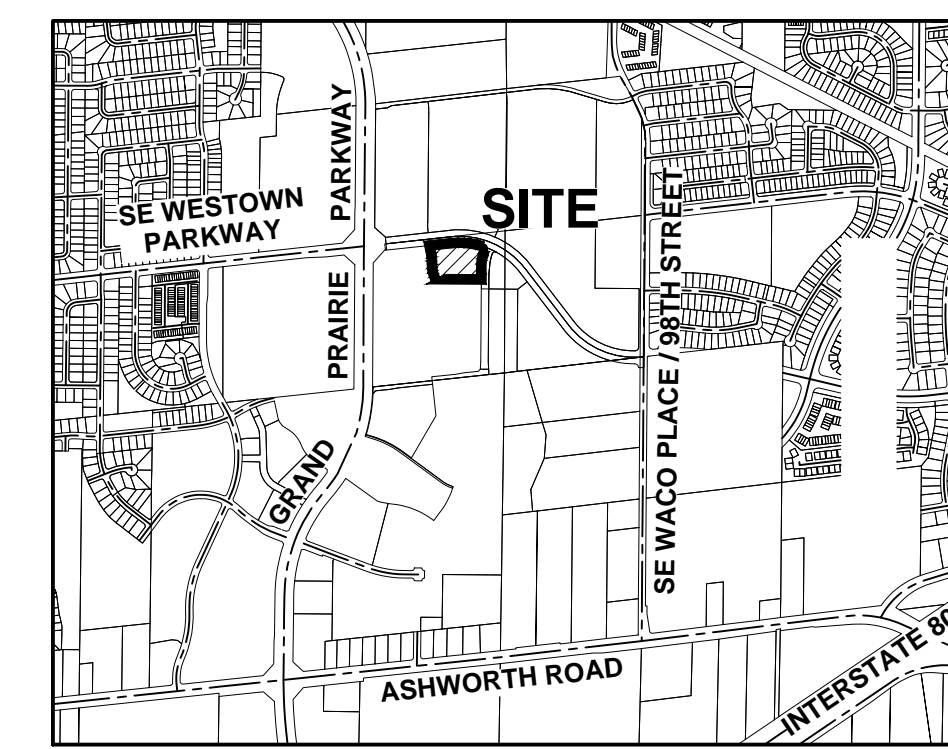 SE WESTOWN
PARKWAY
GRAND PRAIRIE PARKWAY
SITE
SE WACO PLACE / 98TH STREET
ASHWORTH ROAD
INTERSTATE 80